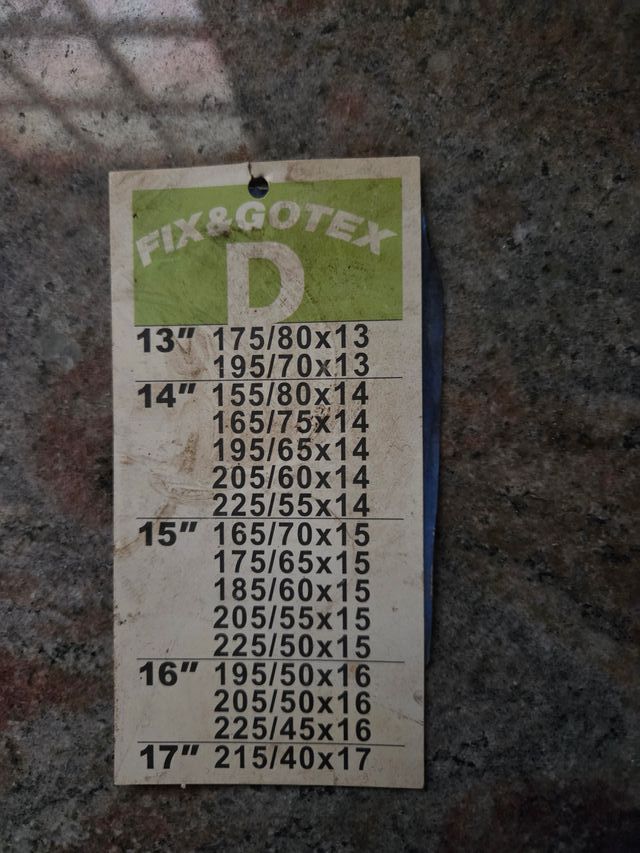 FIX&GOTEX
D
13" 175/80x13
195/70x13
14" 155/80x14
165/75x14
195/65x14
205/60x14
225/55x14
15" 165/70x15
175/65x15
185/60x15
205/55x15
225/50x15
16" 195/50x16
205/50x16
225/45x16
17" 215/40x17